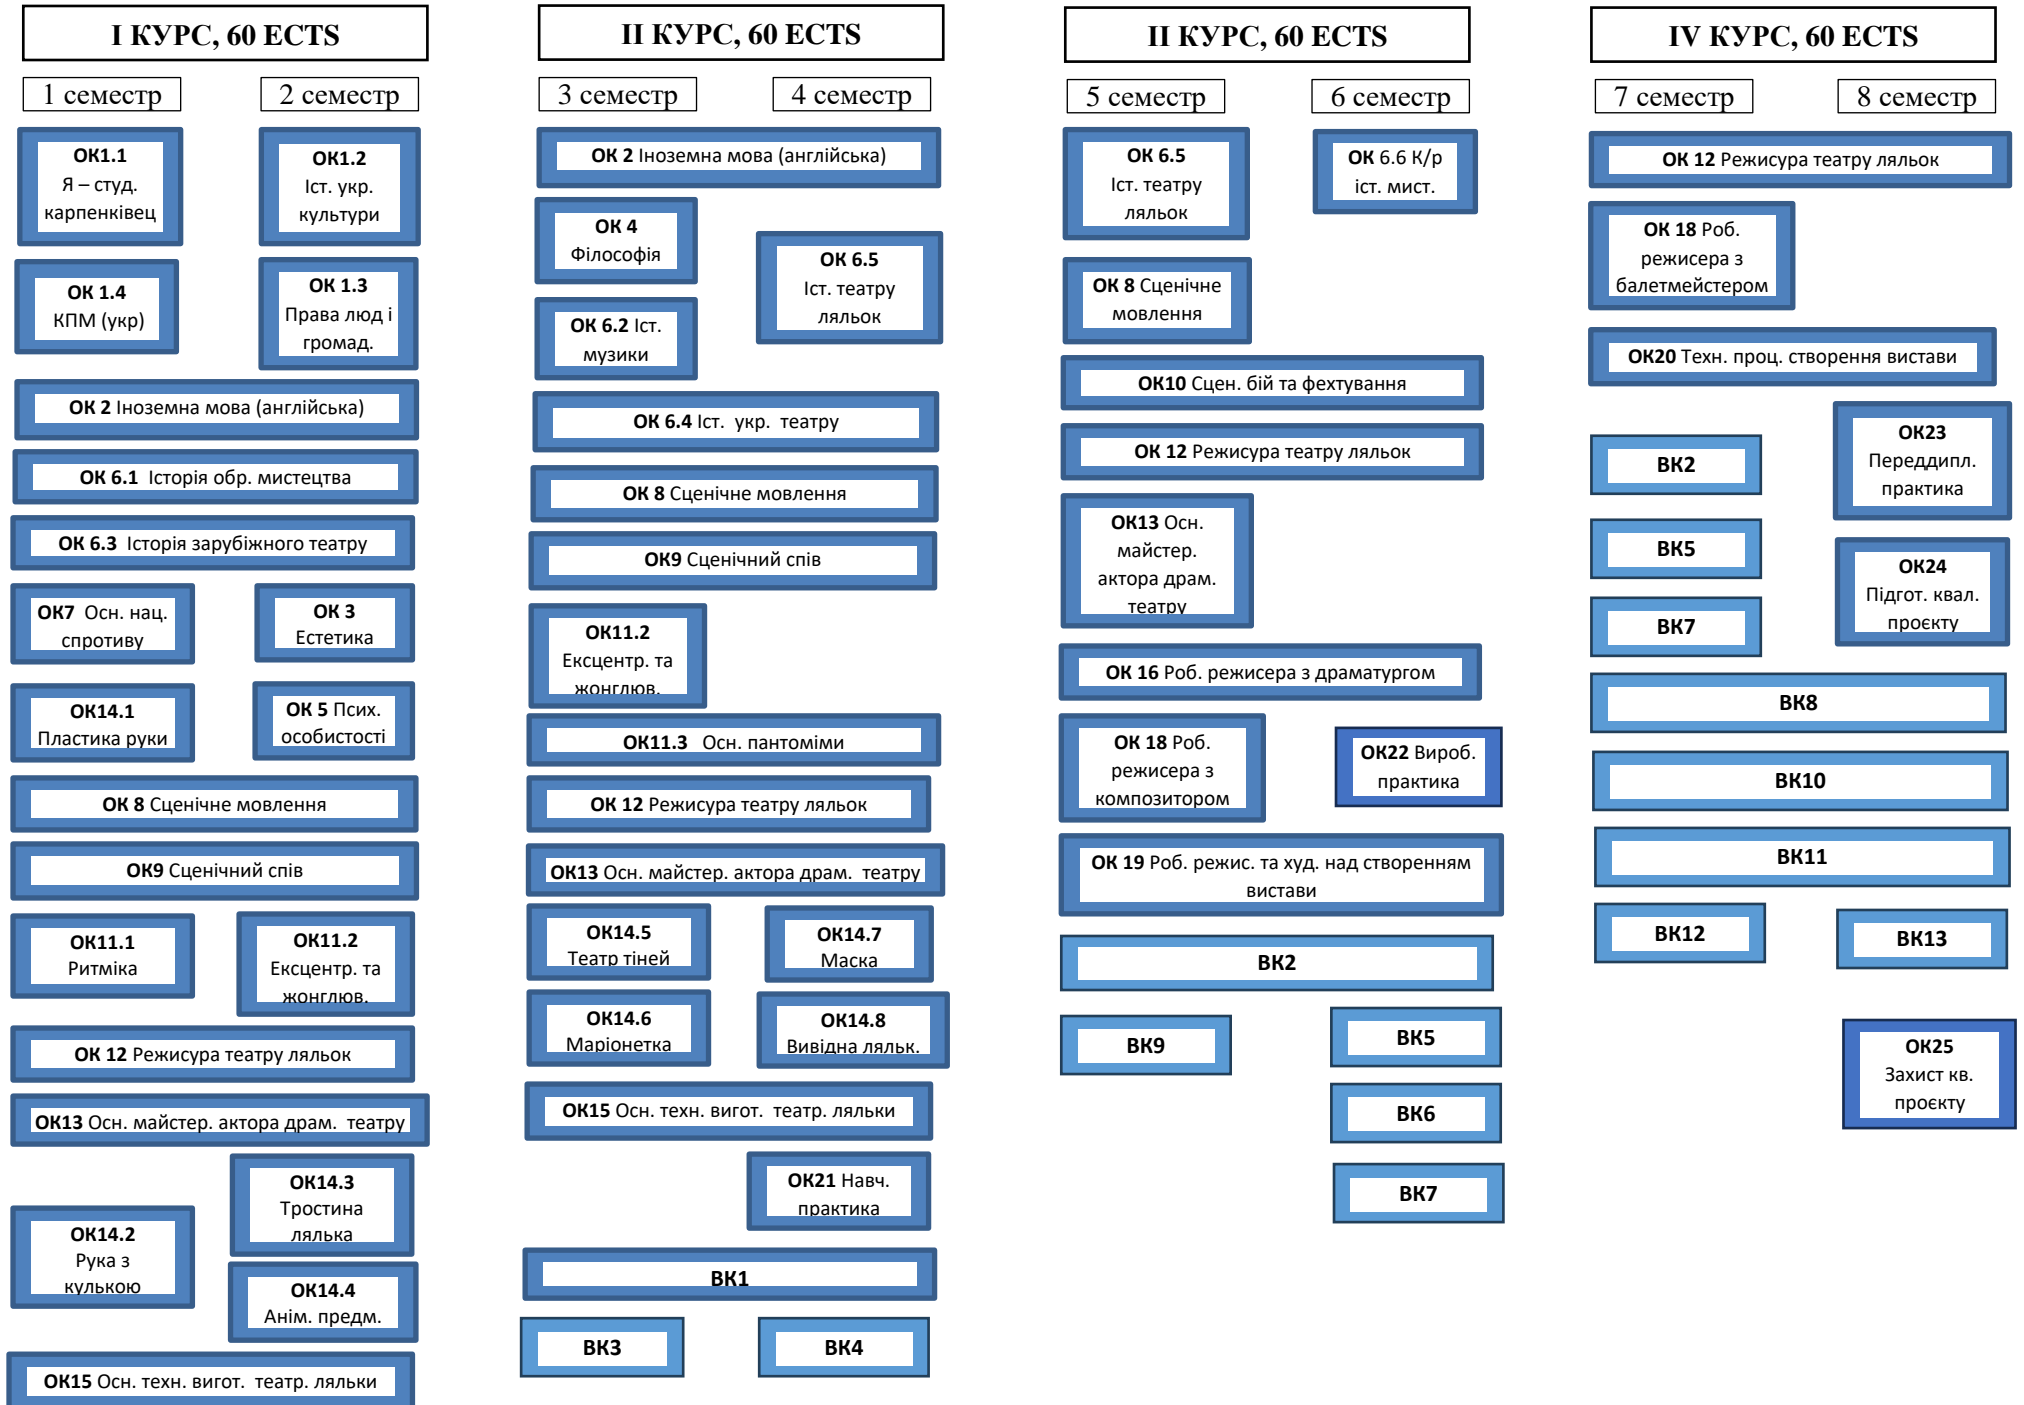 І КУРС, 60 ECTS
1 семестр
2 семестр
ОК1.1
Я – студ.
карпенківец
ОК1.2
Іст. укр.
культури
ОК 1.4
КПМ (укр)
ОК 1.3
Права люд і
громад.
ОК 2 Іноземна мова (англійська)
ОК 6.1 Історія обр. мистецтва
ОК 6.3 Історія зарубіжного театру
ОК7 Осн. нац.
спротиву
ОК 3
Естетика
ОК14.1
Пластика руки
ОК 5 Псих.
особистості
ОК 8 Сценічне мовлення
ОК9 Сценічний спів
ОК11.1
Ритміка
ОК11.2
Ексцентр. та
жонглюв.
ОК 12 Режисура театру ляльок
ОК13 Осн. майстер. актора драм. театру
ОК14.2
Рука з
кулькою
ОК14.3
Тростина
лялька
ОК14.4
Анім. предм.
ОК15 Осн. техн. вигот. театр. ляльки
ІІ КУРС, 60 ECTS
3 семестр
4 семестр
ОК 2 Іноземна мова (англійська)
ОК 4
Філософія
ОК 6.5
Іст. театру
ляльок
ОК 6.2 Іст.
музики
ОК 6.4 Іст. укр. театру
ОК 8 Сценічне мовлення
ОК9 Сценічний спів
ОК11.2
Ексцентр. та
жонглюв.
ОК11.3 Осн. пантоміми
ОК 12 Режисура театру ляльок
ОК13 Осн. майстер. актора драм. театру
ОК14.5
Театр тіней
ОК14.7
Маска
ОК14.6
Маріонетка
ОК14.8
Вивідна ляльк.
ОК15 Осн. техн. вигот. театр. ляльки
ОК21 Навч.
практика
ВК1
ВК3
ВК4
ІІ КУРС, 60 ECTS
5 семестр
6 семестр
ОК 6.5
Іст. театру
ляльок
ОК 6.6 К/р
іст. мист.
ОК 8 Сценічне
мовлення
ОК10 Сцен. бій та фехтування
ОК 12 Режисура театру ляльок
ОК13 Осн.
майстер.
актора драм.
театру
ОК 16 Роб. режисера з драматургом
ОК 18 Роб.
режисера з
композитором
ОК22 Вироб.
практика
ОК 19 Роб. режис. та худ. над створенням
вистави
ВК2
ВК9
ВК5
ВК6
ВК7
IV КУРС, 60 ECTS
7 семестр
8 семестр
ОК 12 Режисура театру ляльок
ОК 18 Роб.
режисера з
балетмейстером
ОК20 Техн. проц. створення вистави
ВК2
ОК23
Переддипл.
практика
ВК5
ОК24
Підгот. квал.
проєкту
ВК7
ВК8
ВК10
ВК11
ВК12
ВК13
ОК25
Захист кв.
проєкту